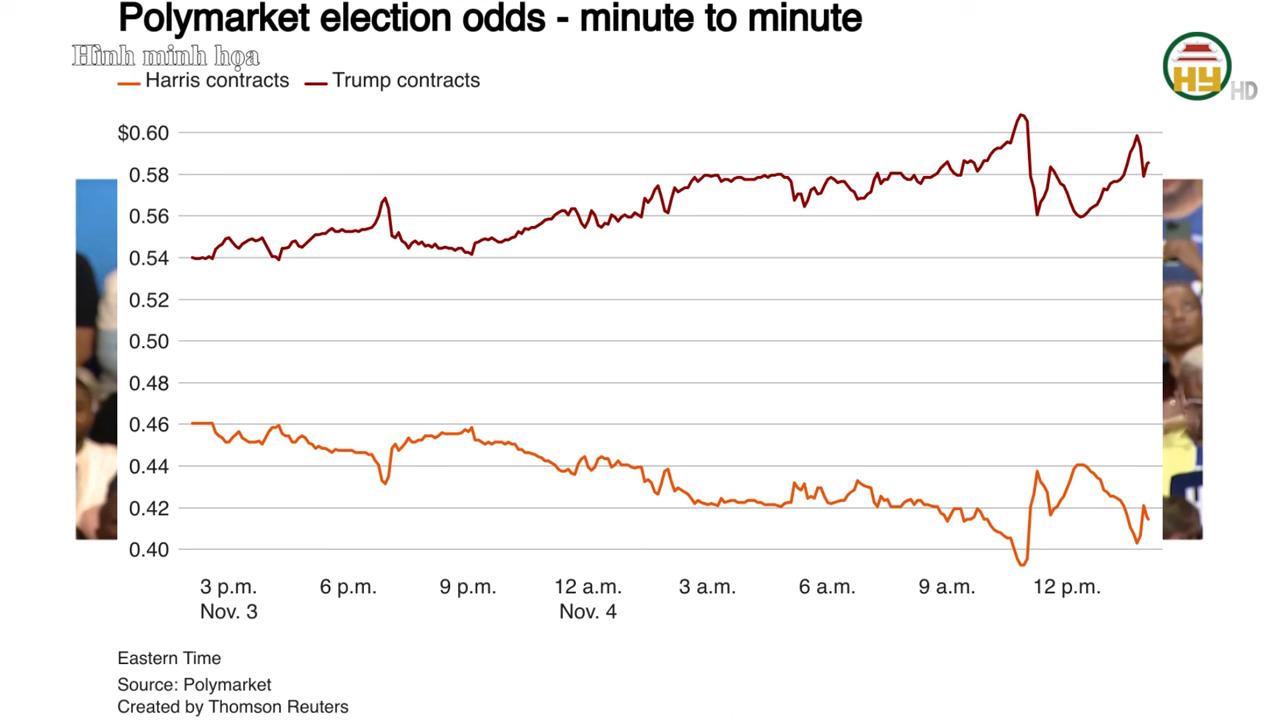 Polymarket election odds - minute to minute
Hình minh họa
Harris contracts Trump contracts
HY HD
$0.60
0.58
0.56
0.54
0.52
0.50
0.48
0.46
0.44
0.42
0.40
3 p.m. 6 p.m. 9 p.m. 12 a.m. 3 a.m. 6 a.m. 9 a.m. 12 p.m.
Nov. 3 Nov. 4
Eastern Time
Source: Polymarket
Created by Thomson Reuters